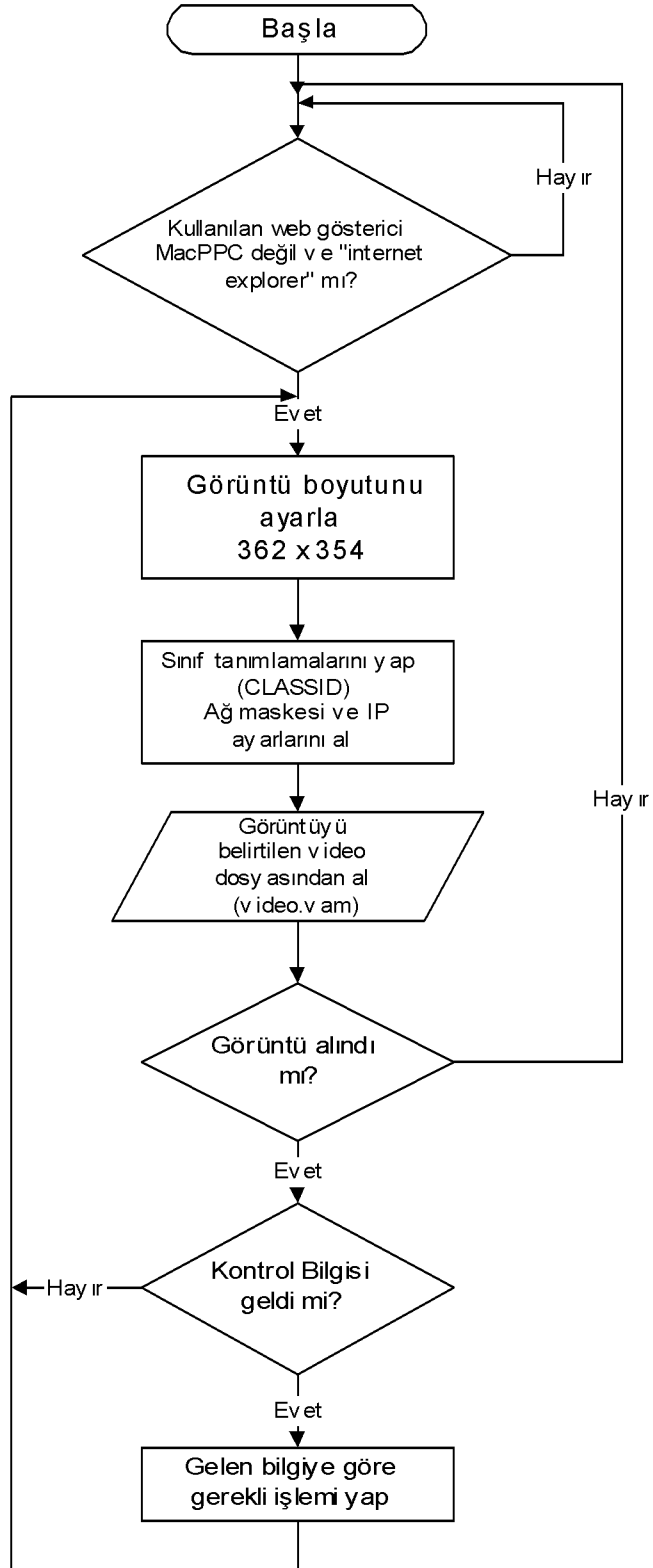 Başla
Hayır
Kullanılan web gösterici
MacPPC değil ve "internet
explorer" mı?
Evet
Görüntü boyutunu
ayarla
362 x 354
Sınıf tanımlamalarını yap
(CLASSID)
Ağ maskesi ve IP
ayarlarını al
Hayır
Görüntüyü
belirtilen video
dosyasından al
(video.vam)
Görüntü alındı
mı?
Evet
Kontrol Bilgisi
geldi mi?
Hayır
Evet
Gelen bilgiye göre
gerekli işlemi yap